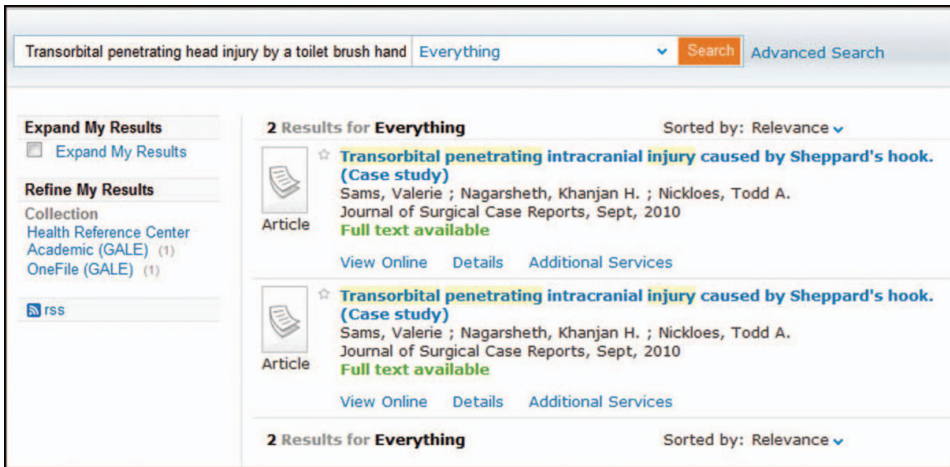 Transorbital penetrating head injury by a toilet brush hand Everything Search Advanced Search
Expand My Results
Expand My Results
Refine My Results
Collection
Health Reference Center
Academic (GALE) (1)
OneFile (GALE) (1)
rss
2 Results for Everything Sorted by: Relevance
Transorbital penetrating intracranial injury caused by Sheppard's hook.
(Case study)
Sams, Valerie ; Nagarsheth, Khanjan H. ; Nickloes, Todd A.
Journal of Surgical Case Reports, Sept, 2010
Article
Full text available
View Online Details Additional Services
Transorbital penetrating intracranial injury caused by Sheppard's hook.
(Case study)
Sams, Valerie ; Nagarsheth, Khanjan H. ; Nickloes, Todd A.
Journal of Surgical Case Reports, Sept, 2010
Article
Full text available
View Online Details Additional Services
2 Results for Everything Sorted by: Relevance